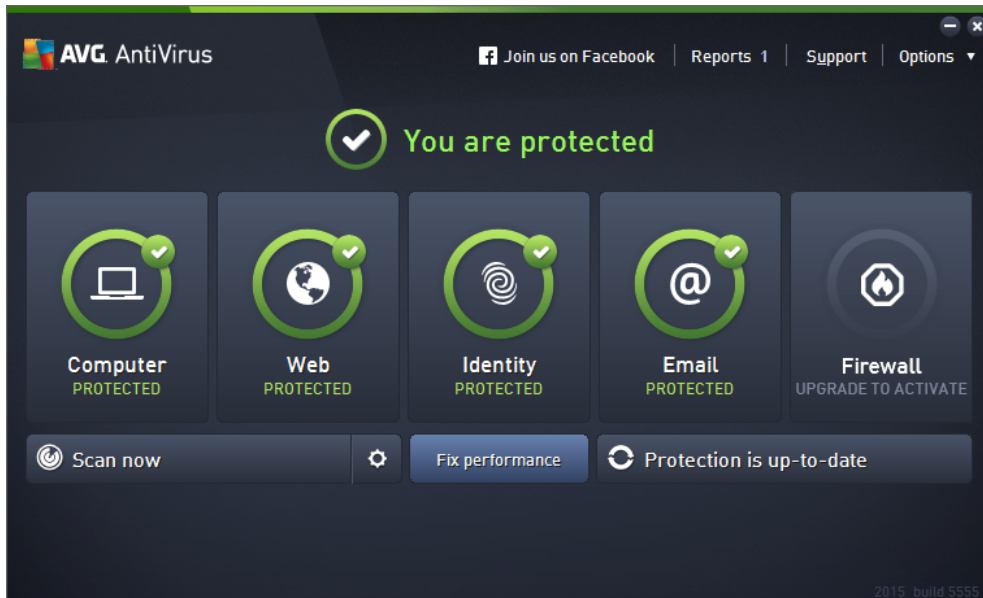 AVG. AntiVirus
Join us on Facebook Reports 1 Support Options
You are protected
Computer
PROTECTED
Web
PROTECTED
Identity
PROTECTED
Email
PROTECTED
Firewall
UPGRADE TO ACTIVATE
Scan now
Fix performance
Protection is up-to-date
2015 build 5555